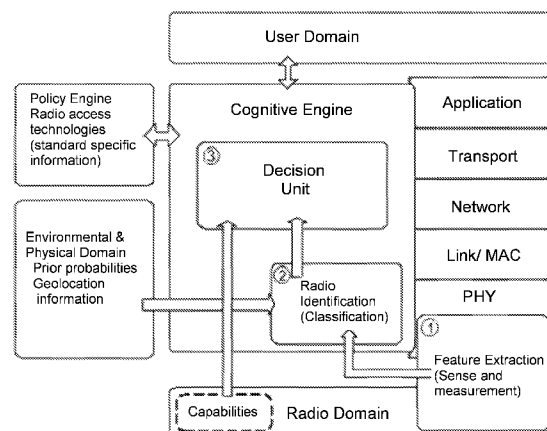 User Domain
Policy Engine
Radio access
technologies
(standard specific
information)
Cognitive Engine
Application
Transport
Network
Link/ MAC
PHY
③
Decision
Unit
Environmental &
Physical Domain
Prior probabilities
Geolocation
information
②
Radio
Identification
(Classification)
①
Feature Extraction
(Sense and
measurement)
Capabilities
Radio Domain